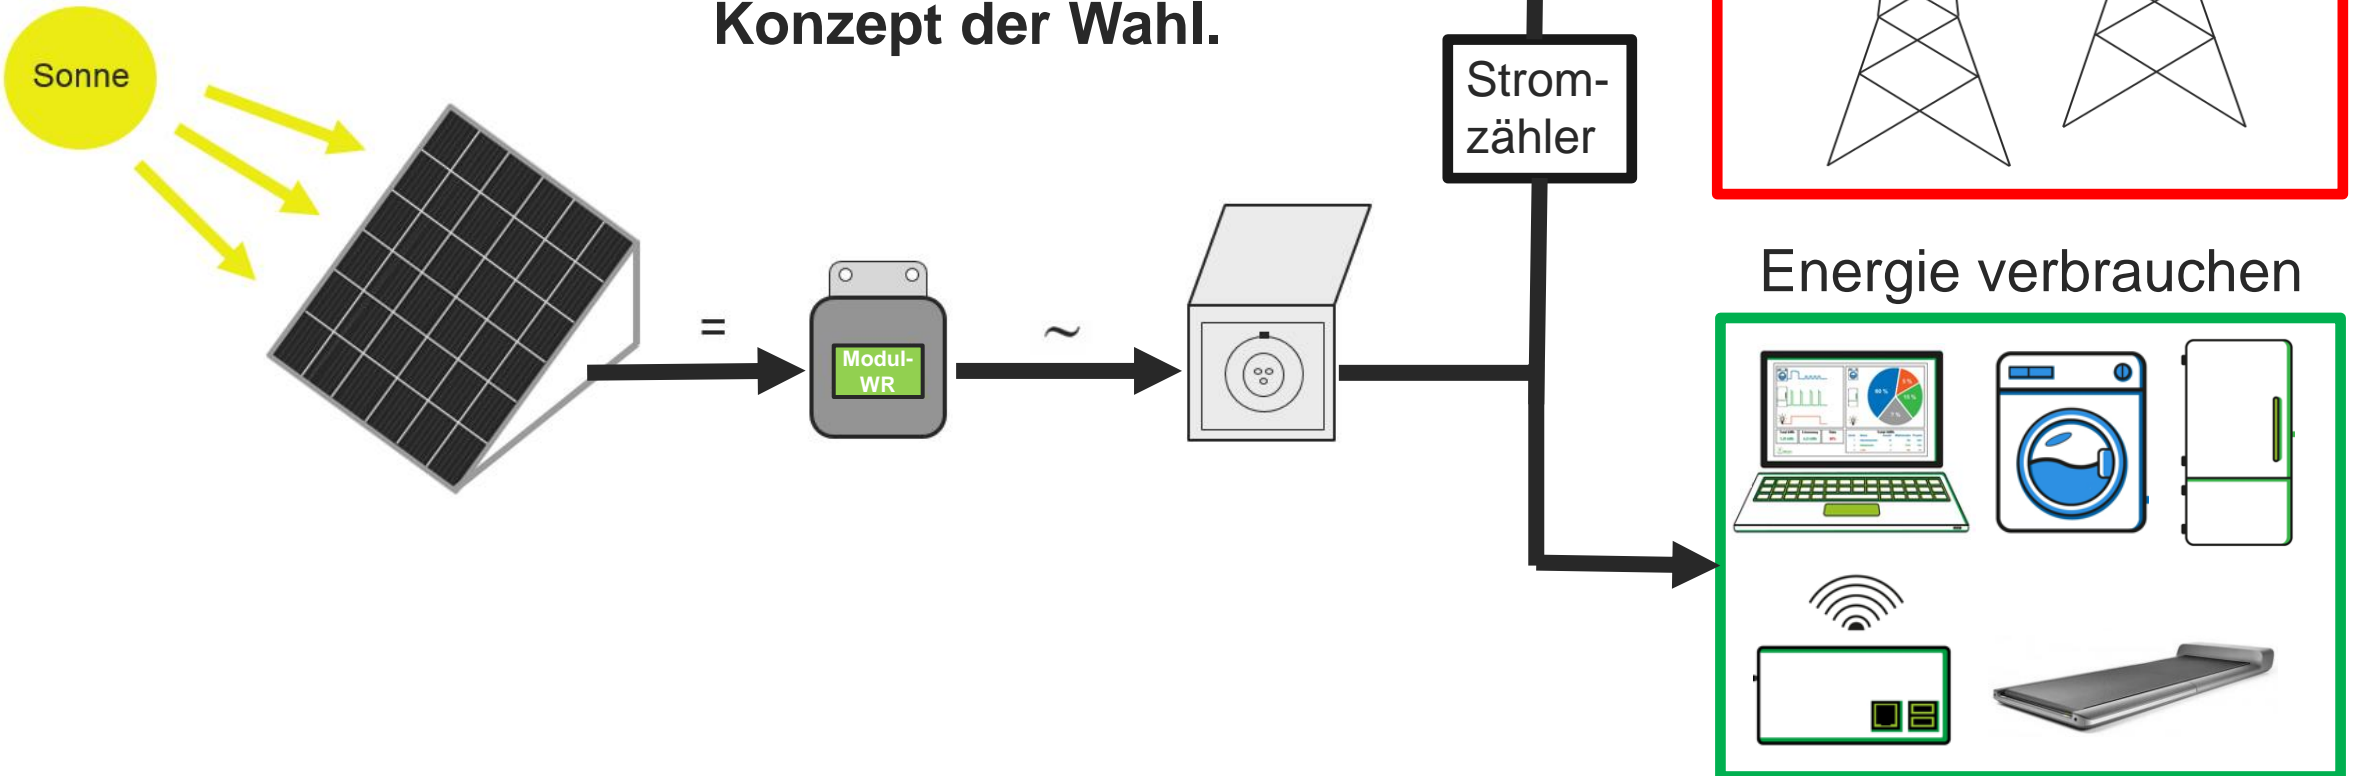 Konzept der Wahl.
Sonne
Strom-
zähler
Energie verbrauchen
=
~
Modul-
WR